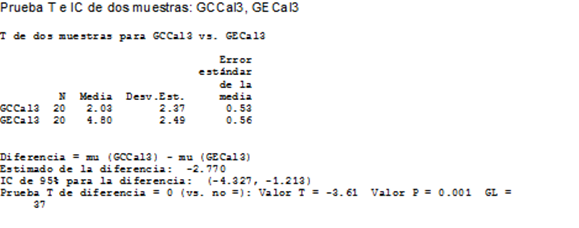 Prueba T e IC de dos muestras: GCCal3, GECal3
T de dos muestras para GCCal3 vs. GECal3
Error
estándar
de la
N Media Desv.Est. media
GCCal3 20 2.03 2.37 0.53
GECal3 20 4.80 2.49 0.56
Diferencia = mu (GCCal3) - mu (GECal3)
Estimado de la diferencia: -2.770
IC de 95% para la diferencia: (-4.327, -1.213)
Prueba T de diferencia = 0 (vs. no =): Valor T = -3.61 Valor P = 0.001 GL =
37